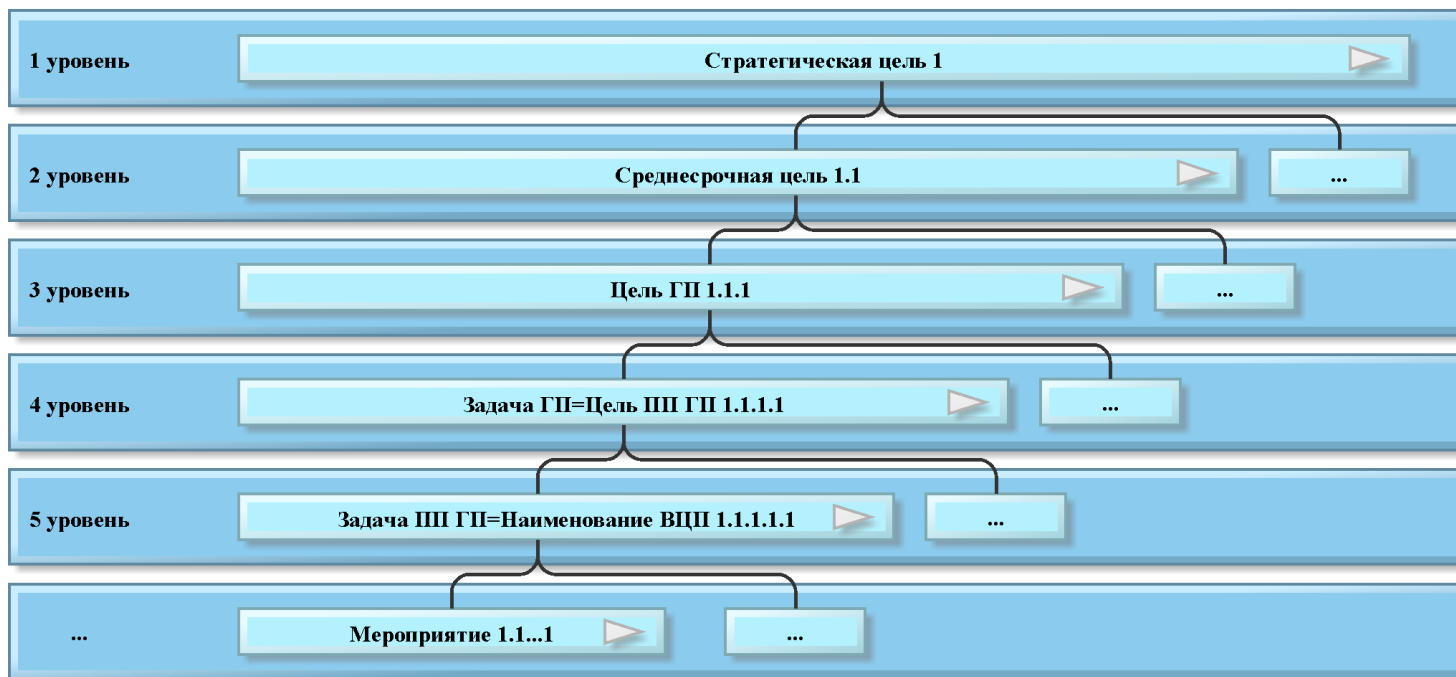 1 уровень
Стратегическая цель 1
2 уровень
Среднесрочная цель 1.1
...
3 уровень
Цель ГП 1.1.1
...
4 уровень
Задача ГП=Цель ПП ГП 1.1.1.1
...
5 уровень
Задача ПП ГП=Наименование ВЦП 1.1.1.1.1
...
...
Мероприятие 1.1...1
...